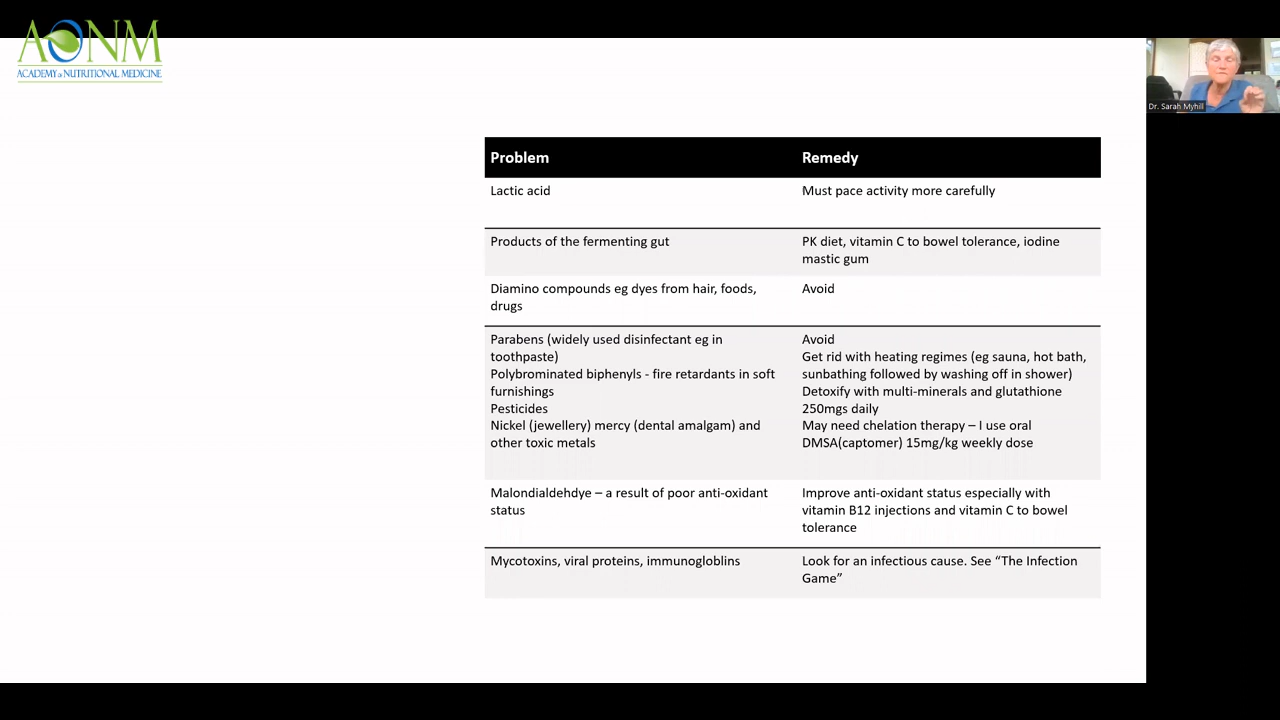 AONM
ACADEMY of NUTRITIONAL MEDICINE
Dr. Sarah Myhill
Problem
Remedy
Lactic acid
Must pace activity more carefully
Products of the fermenting gut
PK diet, vitamin C to bowel tolerance, iodine
mastic gum
Diamino compounds eg dyes from hair, foods,
drugs
Avoid
Parabens (widely used disinfectant eg in
toothpaste)
Polybrominated biphenyls - fire retardants in soft
furnishings
Pesticides
Nickel (jewellery) mercy (dental amalgam) and
other toxic metals
Avoid
Get rid with heating regimes (eg sauna, hot bath,
sunbathing followed by washing off in shower)
Detoxify with multi-minerals and glutathione
250mgs daily
May need chelation therapy – I use oral
DMSA(captomer) 15mg/kg weekly dose
Malondialdehdye – a result of poor anti-oxidant
status
Improve anti-oxidant status especially with
vitamin B12 injections and vitamin C to bowel
tolerance
Mycotoxins, viral proteins, immunogloblins
Look for an infectious cause. See “The Infection
Game”